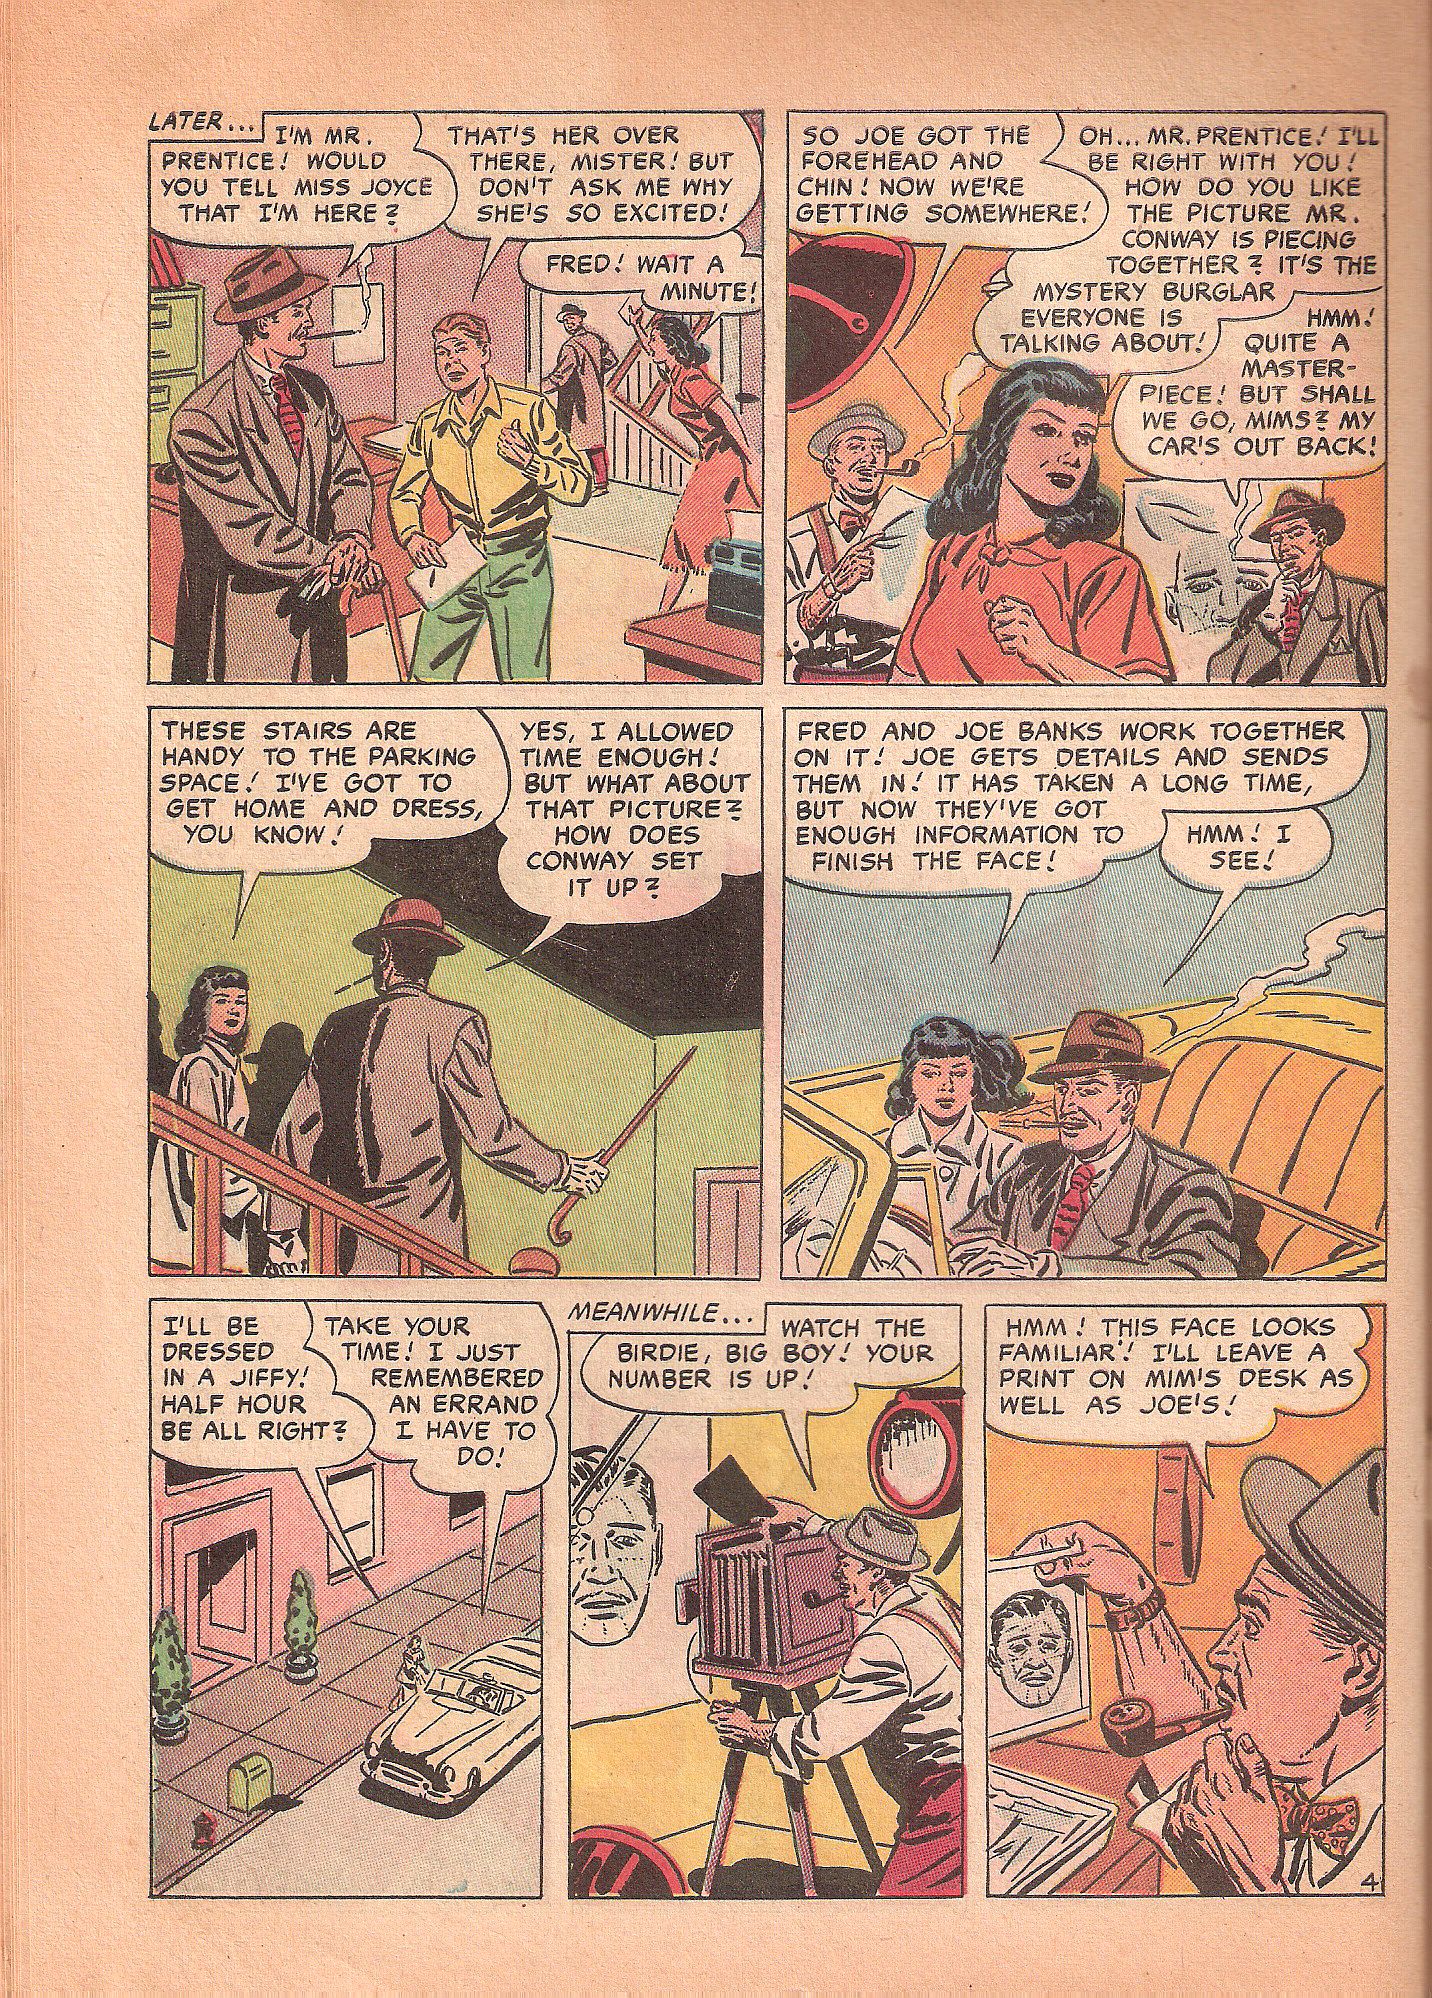 LATER...
I'M MR.
PRENTICE! WOULD
YOU TELL MISS JOYCE
THAT I'M HERE?
THAT'S HER OVER
THERE, MISTER! BUT
DON'T ASK ME WHY
SHE'S SO EXCITED!
FRED! WAIT A
MINUTE!
SO JOE GOT THE
FOREHEAD AND
CHIN! NOW WE'RE
GETTING SOMEWHERE!
OH... MR. PRENTICE! I'LL
BE RIGHT WITH YOU!
HOW DO YOU LIKE
THE PICTURE MR.
CONWAY IS PIECING
TOGETHER? IT'S THE
MYSTERY BURGLAR
EVERYONE IS
TALKING ABOUT!
HMM!
QUITE A
MASTER-
PIECE! BUT SHALL
WE GO, MIMS? MY
CAR'S OUT BACK!
THESE STAIRS ARE
HANDY TO THE PARKING
SPACE! I'VE GOT TO
GET HOME AND DRESS,
YOU KNOW!
YES, I ALLOWED
TIME ENOUGH!
BUT WHAT ABOUT
THAT PICTURE?
HOW DOES
CONWAY SET
IT UP?
FRED AND JOE BANKS WORK TOGETHER
ON IT! JOE GETS DETAILS AND SENDS
THEM IN! IT HAS TAKEN A LONG TIME,
BUT NOW THEY'VE GOT
ENOUGH INFORMATION TO
FINISH THE FACE!
HMM! I
SEE!
I'LL BE
DRESSED
IN A JIFFY!
HALF HOUR
BE ALL RIGHT?
TAKE YOUR
TIME! I JUST
REMEMBERED
AN ERRAND
I HAVE TO
DO!
MEANWHILE...
WATCH THE
BIRDIE, BIG BOY! YOUR
NUMBER IS UP!
HMM! THIS FACE LOOKS
FAMILIAR! I'LL LEAVE A
PRINT ON MIM'S DESK AS
WELL AS JOE'S!
4